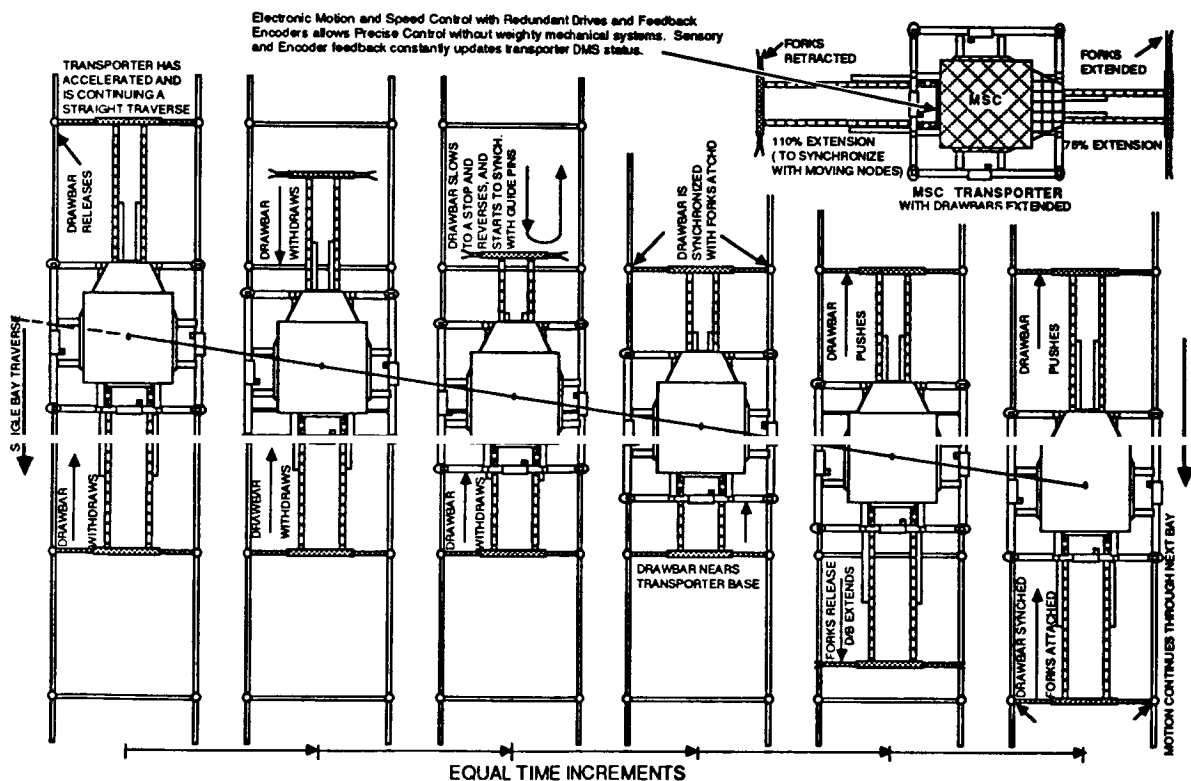 Electronic Motion and Speed Control with Redundant Drives and Feedback
Encoders allows Precise Control without weighty mechanical systems. Sensory
and Encoder feedback constantly updates transporter DMS status.
FORKS
RETRACTED
FORKS
EXTENDED
MSC
110% EXTENSION
( TO SYNCHRONIZE
WITH MOVING NODES)
75% EXTENSION
MSC TRANSPORTER
WITH DRAWBARS EXTENDED
TRANSPORTER HAS
ACCELERATED AND
IS CONTINUING A
STRAIGHT TRAVERSE
DRAWBAR
RELEASES
DRAWBAR
WITHDRAWS
DRAWBAR SLOWS
TO A STOP AND
REVERSES, AND
STARTS TO SYNCH.
WITH GUIDE PINS
DRAWBAR IS
SYNCHRONIZED
WITH FORKS ATCHD
DRAWBAR
PUSHES
DRAWBAR
PUSHES
SINGLE BAY TRAVERSE
DRAWBAR
WITHDRAWS
DRAWBAR
WITHDRAWS
DRAWBAR
WITHDRAWS
DRAWBAR NEARS
TRANSPORTER BASE
FORKS RELEASE
D/B EXTENDS
DRAWBAR SYNCHED
FORKS ATTACHED
MOTION CONTINUES THROUGH NEXT BAY
EQUAL TIME INCREMENTS